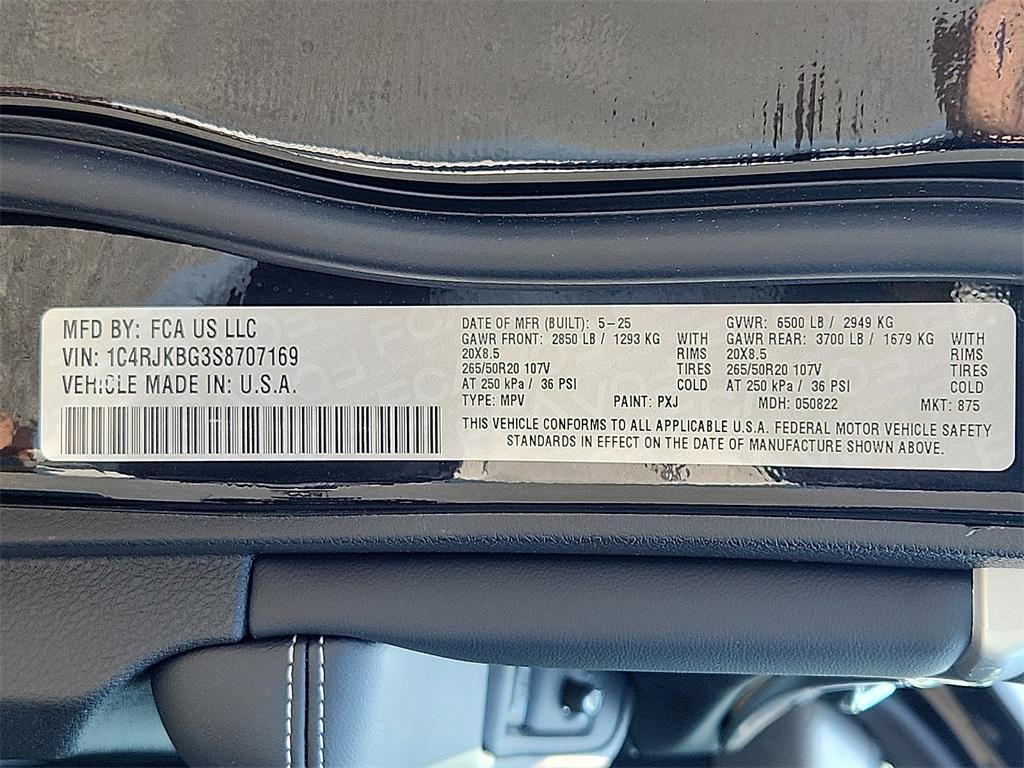 MFD BY: FCA US LLC
VIN: 1C4RJKBG3S8707169
VEHICLE MADE IN: U.S.A.
DATE OF MFR (BUILT): 5-25
GAWR FRONT: 2850 LB / 1293 KG WITH
20X8.5 RIMS
265/50R20 107V TIRES
AT 250 kPa / 36 PSI COLD
TYPE: MPV PAINT: PXJ
GVWR: 6500 LB / 2949 KG
GAWR REAR: 3700 LB / 1679 KG WITH
20X8.5 RIMS
265/50R20 107V TIRES
AT 250 kPa / 36 PSI COLD
MDH: 050822 MKT: 875
THIS VEHICLE CONFORMS TO ALL APPLICABLE U.S.A. FEDERAL MOTOR VEHICLE SAFETY
STANDARDS IN EFFECT ON THE DATE OF MANUFACTURE SHOWN ABOVE.